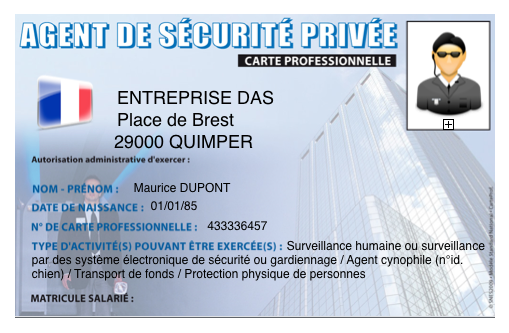 AGENT DE SÉCURITÉ PRIVÉE
CARTE PROFESSIONNELLE
ENTREPRISE DAS
Place de Brest
29000 QUIMPER
Autorisation administrative d'exercer :
NOM - PRÉNOM : Maurice DUPONT
DATE DE NAISSANCE : 01/01/85
N° DE CARTE PROFESSIONNELLE : 433336457
TYPE D'ACTIVITÉ(S) POUVANT ÊTRE EXERCÉE(S) : Surveillance humaine ou surveillance
par des système électronique de sécurité ou gardiennage / Agent cynophile (n°id.
chien) / Transport de fonds / Protection physique de personnes
MATRICULE SALARIÉ :